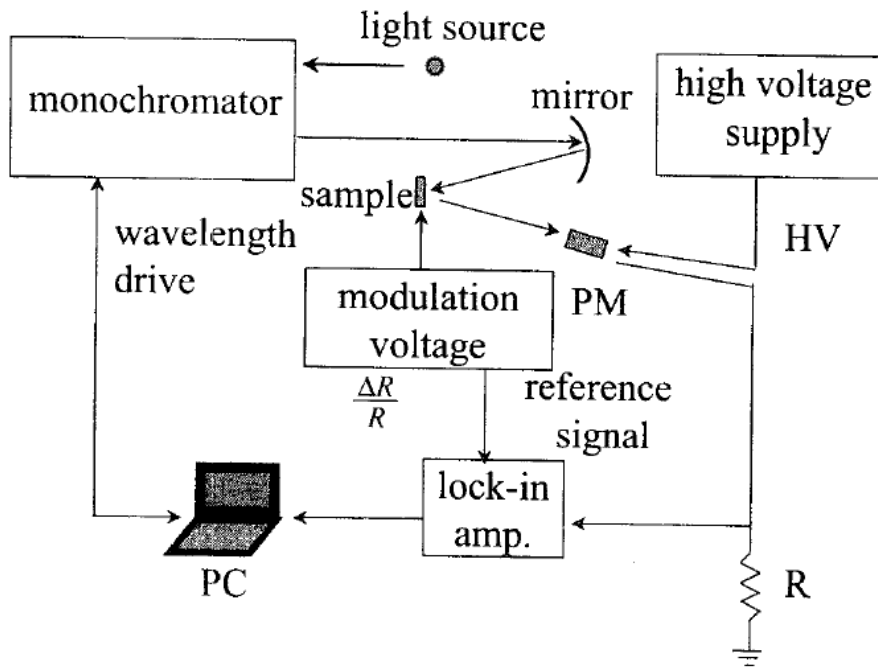 light source
monochromator
mirror
high voltage
supply
sample
wavelength
drive
HV
modulation
voltage
PM
ΔR
R
reference
signal
lock-in
amp.
PC
R